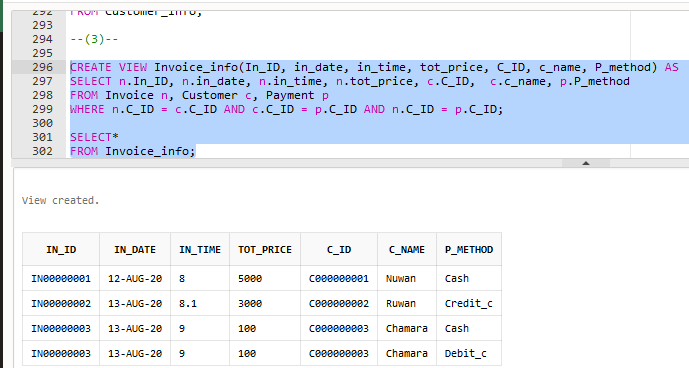 292 FROM Customer_info;
293
294 --(3)--
295
296 CREATE VIEW Invoice_info(In_ID, in_date, in_time, tot_price, C_ID, c_name, P_method) AS
297 SELECT n.In_ID, n.in_date, n.in_time, n.tot_price, c.C_ID,  c.c_name, p.P_method
298 FROM Invoice n, Customer c, Payment p
299 WHERE n.C_ID = c.C_ID AND c.C_ID = p.C_ID AND n.C_ID = p.C_ID;
300
301 SELECT*
302 FROM Invoice_info;
View created.
IN_ID IN_DATE IN_TIME TOT_PRICE C_ID C_NAME P_METHOD
IN00000001 12-AUG-20 8 5000 C000000001 Nuwan Cash
IN00000002 13-AUG-20 8.1 3000 C000000002 Ruwan Credit_c
IN00000003 13-AUG-20 9 100 C000000003 Chamara Cash
IN00000003 13-AUG-20 9 100 C000000003 Chamara Debit_c